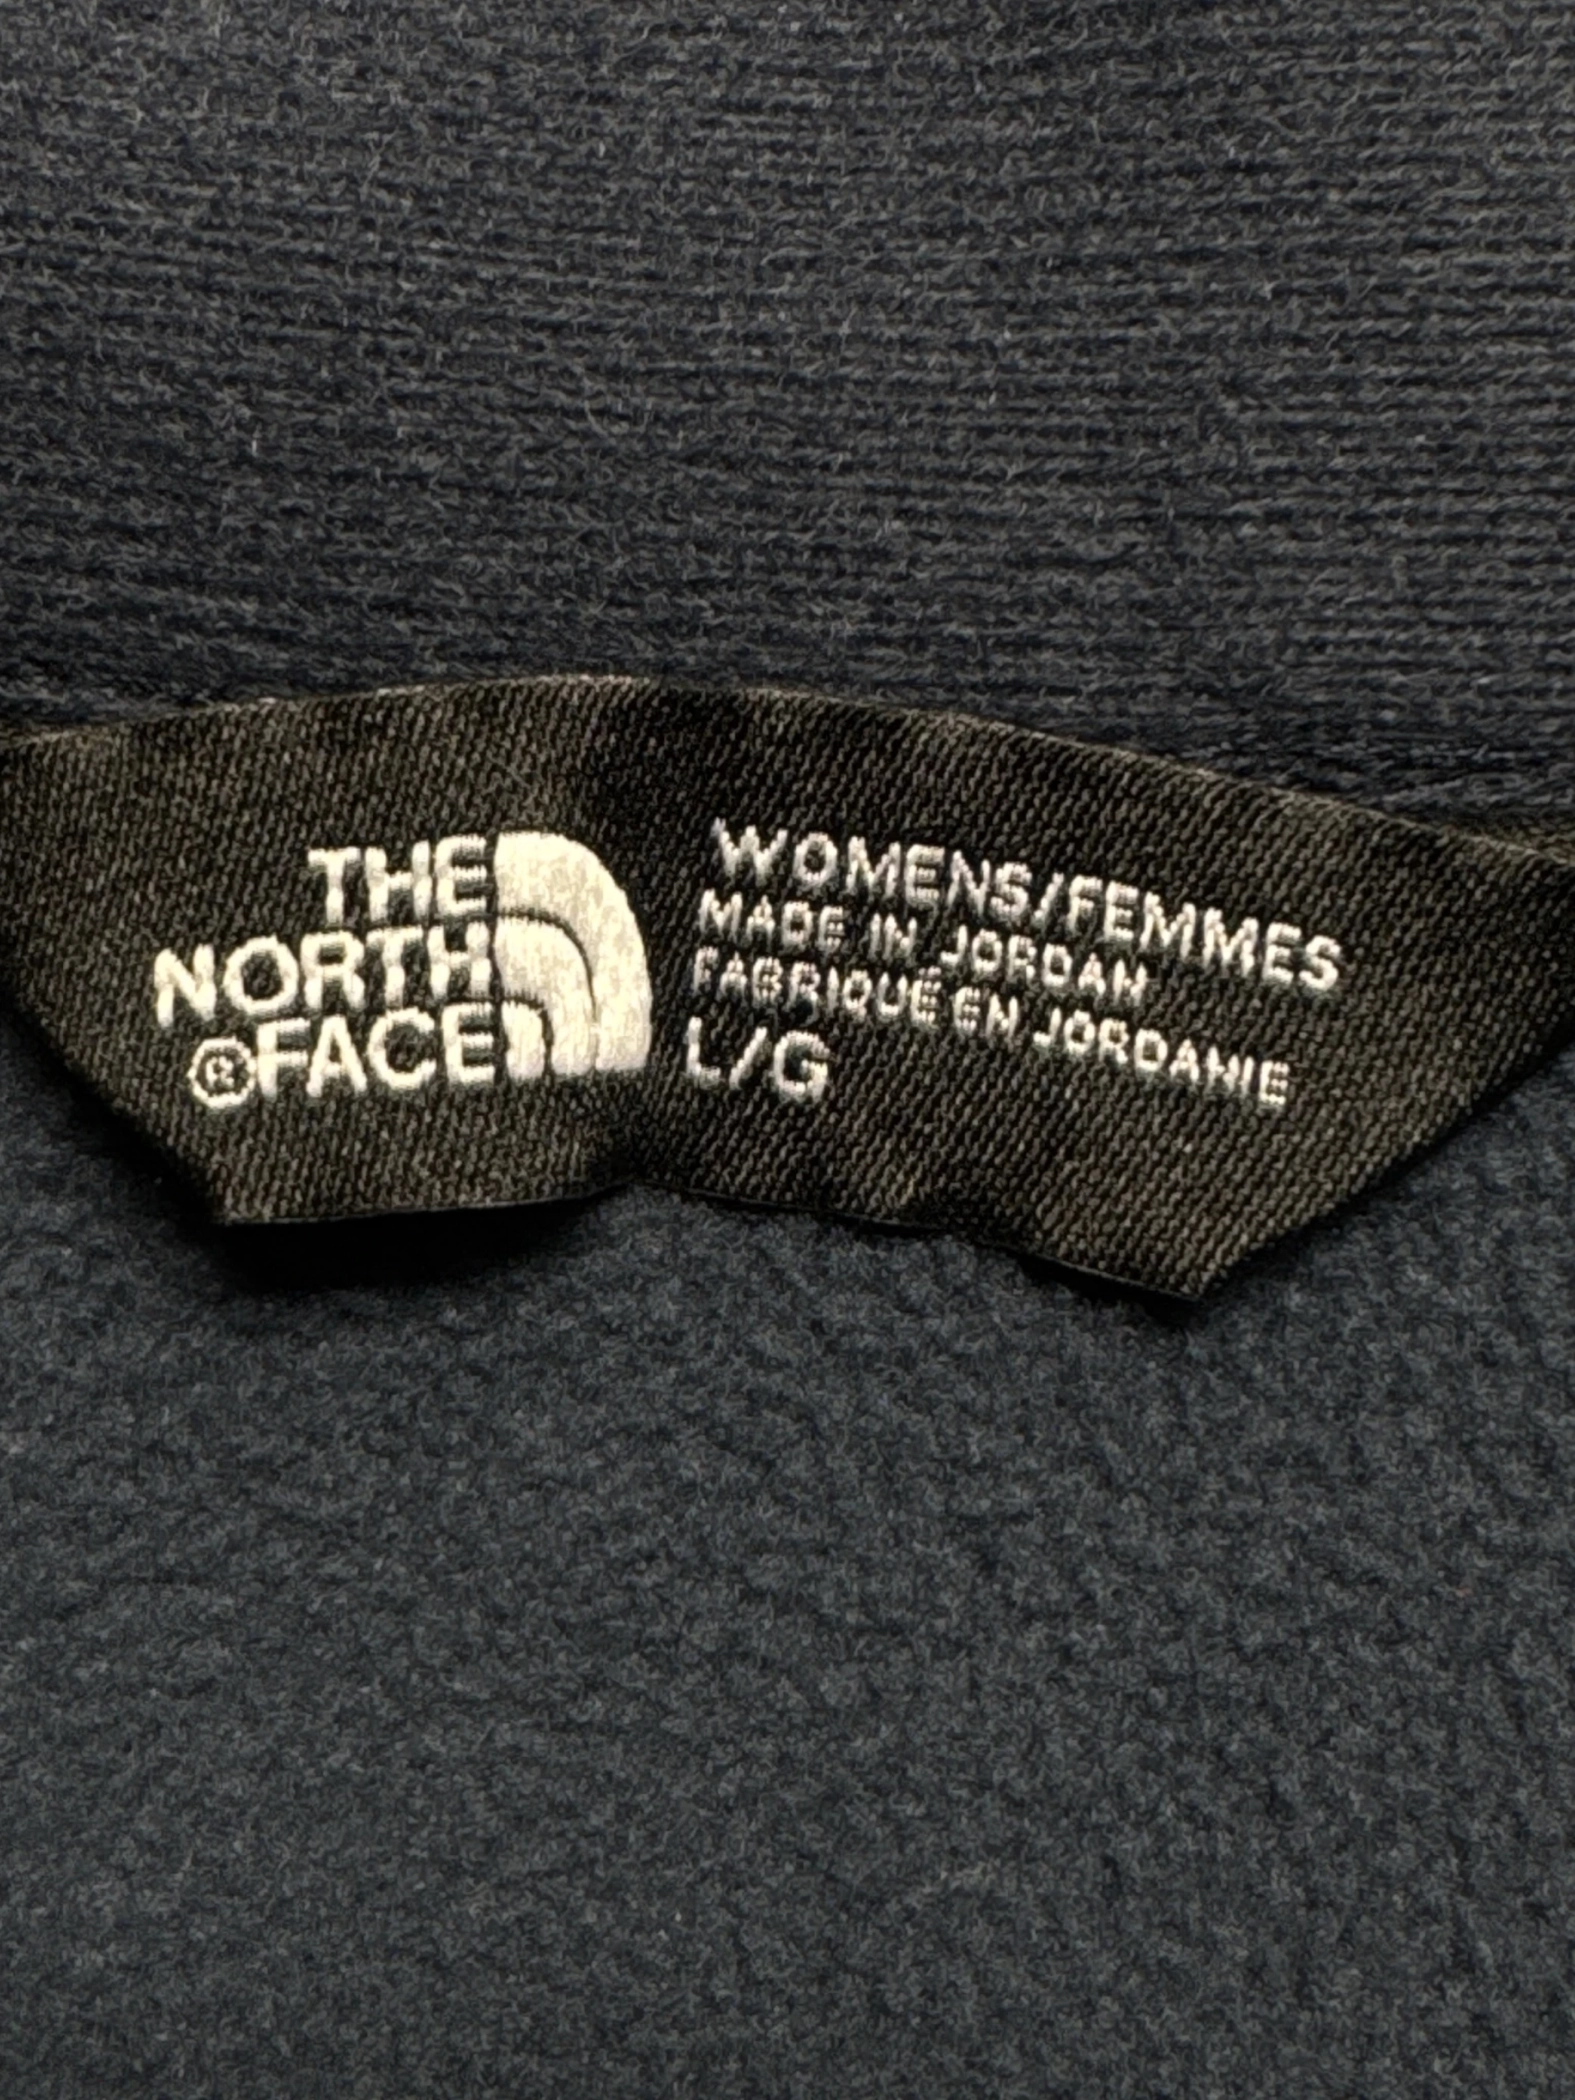 THE
NORTH
®FACE
WOMENS/FEMMES
MADE IN JORDAN
FABRIQUÉ EN JORDANIE
L/G